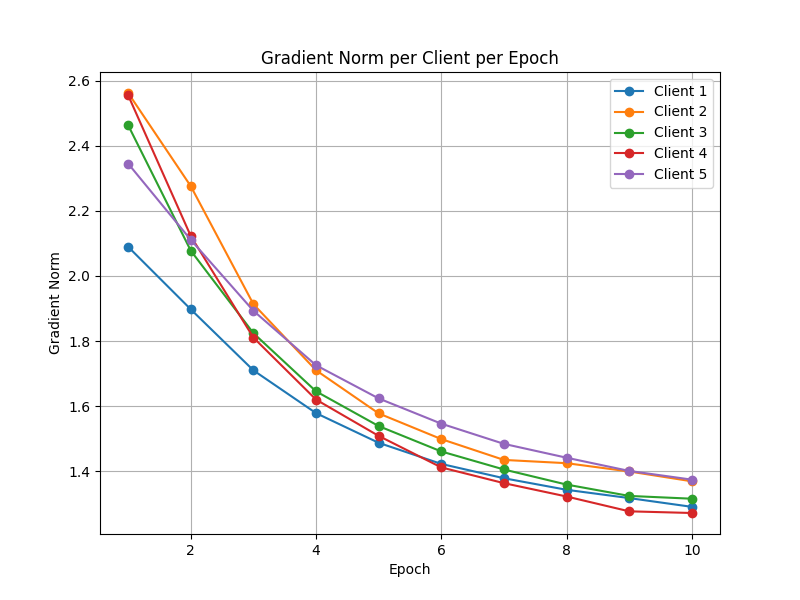 Gradient Norm per Client per Epoch
2.6
2.4
2.2
2.0
1.8
1.6
1.4
Gradient Norm
Client 1
Client 2
Client 3
Client 4
Client 5
2
4
6
8
10
Epoch